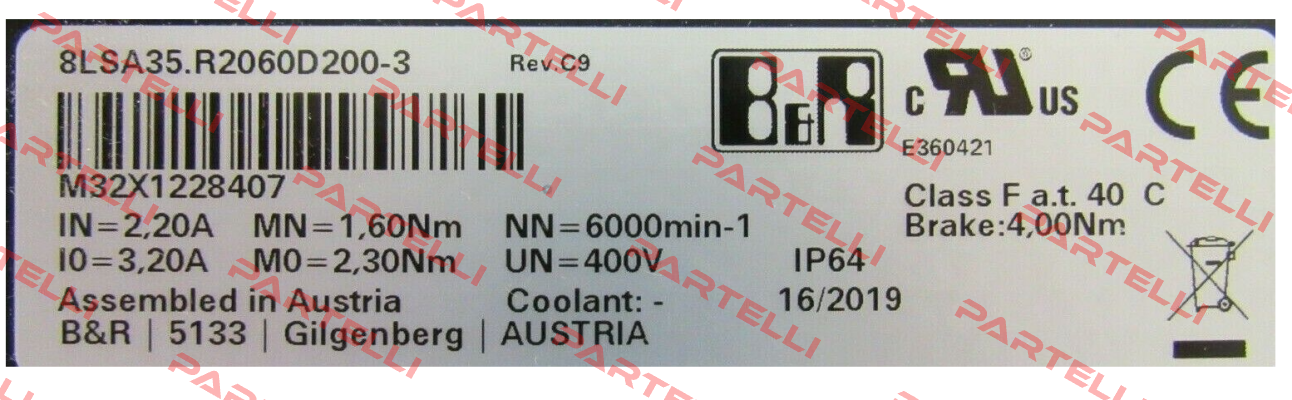 8LSA35.R2060D200-3 Rev.C9
B&R
C UR US ®
CE
E360421
M32X1228407
Class F a.t. 40 C
IN=2,20A MN=1,60Nm NN=6000min-1
Brake:4,00Nm
I0=3,20A M0=2,30Nm UN=400V IP64
Assembled in Austria Coolant: - 16/2019
B&R | 5133 | Gilgenberg | AUSTRIA
PARTELLI